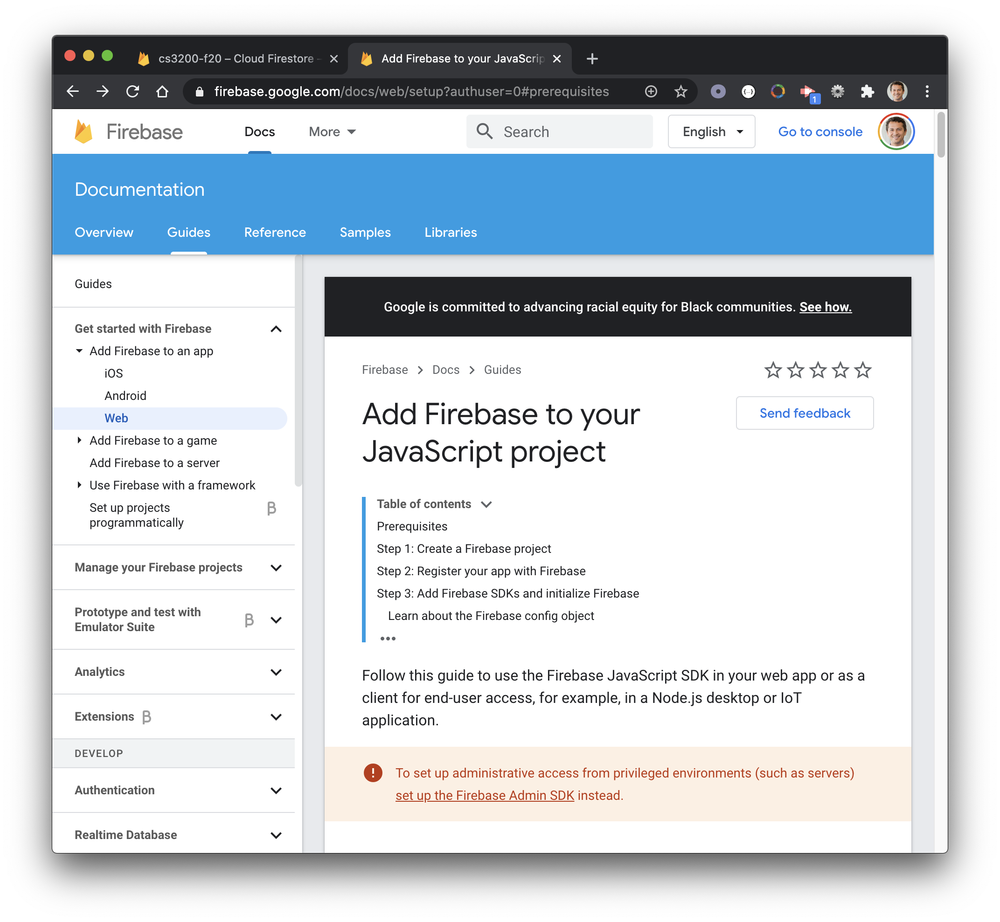 cs3200-f20 – Cloud Firestore
Add Firebase to your JavaScrip
firebase.google.com/docs/web/setup?authuser=0#prerequisites
{...}
1
Firebase
Docs
More
Search
English
Go to console
Documentation
Overview
Guides
Reference
Samples
Libraries
Guides
Get started with Firebase
Add Firebase to an app
iOS
Android
Web
Add Firebase to a game
Add Firebase to a server
Use Firebase with a framework
Set up projects
programmatically
β
Manage your Firebase projects
Prototype and test with
Emulator Suite
β
Analytics
Extensions β
DEVELOP
Authentication
Realtime Database
Google is committed to advancing racial equity for Black communities. See how.
Firebase > Docs > Guides
Add Firebase to your
JavaScript project
Send feedback
Table of contents
Prerequisites
Step 1: Create a Firebase project
Step 2: Register your app with Firebase
Step 3: Add Firebase SDKs and initialize Firebase
Learn about the Firebase config object
•••
Follow this guide to use the Firebase JavaScript SDK in your web app or as a
client for end-user access, for example, in a Node.js desktop or IoT
application.
To set up administrative access from privileged environments (such as servers)
set up the Firebase Admin SDK instead.